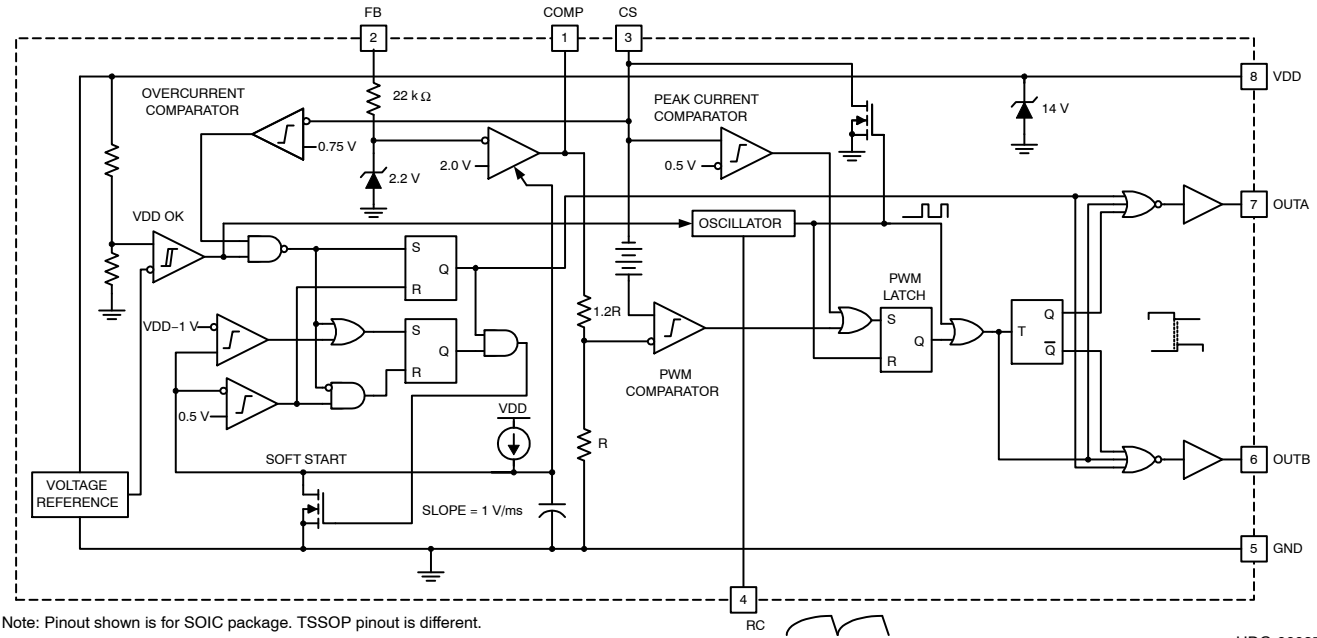 FB COMP CS
2 1 3
OVERCURRENT
COMPARATOR
22 k Ω
PEAK CURRENT
COMPARATOR
8 VDD
14 V
0.75 V
2.0 V
0.5 V
2.2 V
VDD OK
7 OUTA
OSCILLATOR
S
Q
R
PWM
LATCH
1.2R
VDD−1 V
S
Q
R
S
Q
R
T
Q
Q
PWM
COMPARATOR
0.5 V
VDD
R
SOFT START
6 OUTB
VOLTAGE
REFERENCE
SLOPE = 1 V/ms
5 GND
4
RC
Note: Pinout shown is for SOIC package. TSSOP pinout is different.